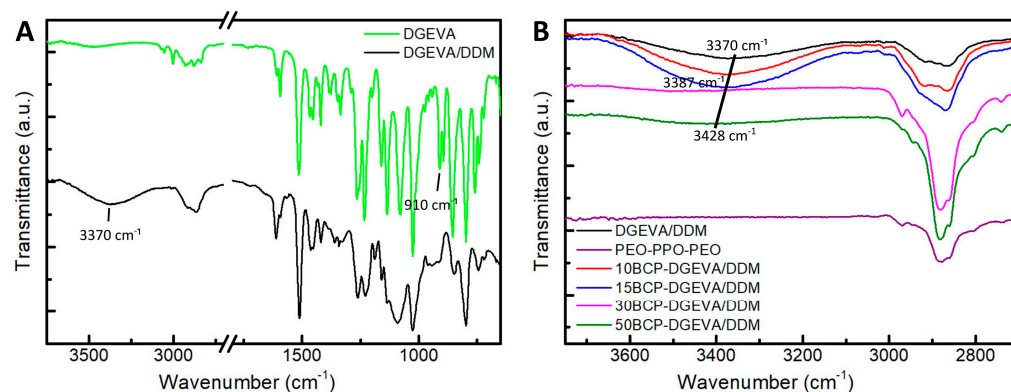 A
DGEVA
DGEVA/DDM
Transmittance (a.u.)
910 cm⁻¹
3370 cm⁻¹
3500
3000
1500
1000
Wavenumber (cm⁻¹)
B
3370 cm⁻¹
3387 cm⁻¹
3428 cm⁻¹
Transmittance (a.u.)
DGEVA/DDM
PEO-PPO-PEO
10BCP-DGEVA/DDM
15BCP-DGEVA/DDM
30BCP-DGEVA/DDM
50BCP-DGEVA/DDM
3600
3400
3200
3000
2800
Wavenumber (cm⁻¹)